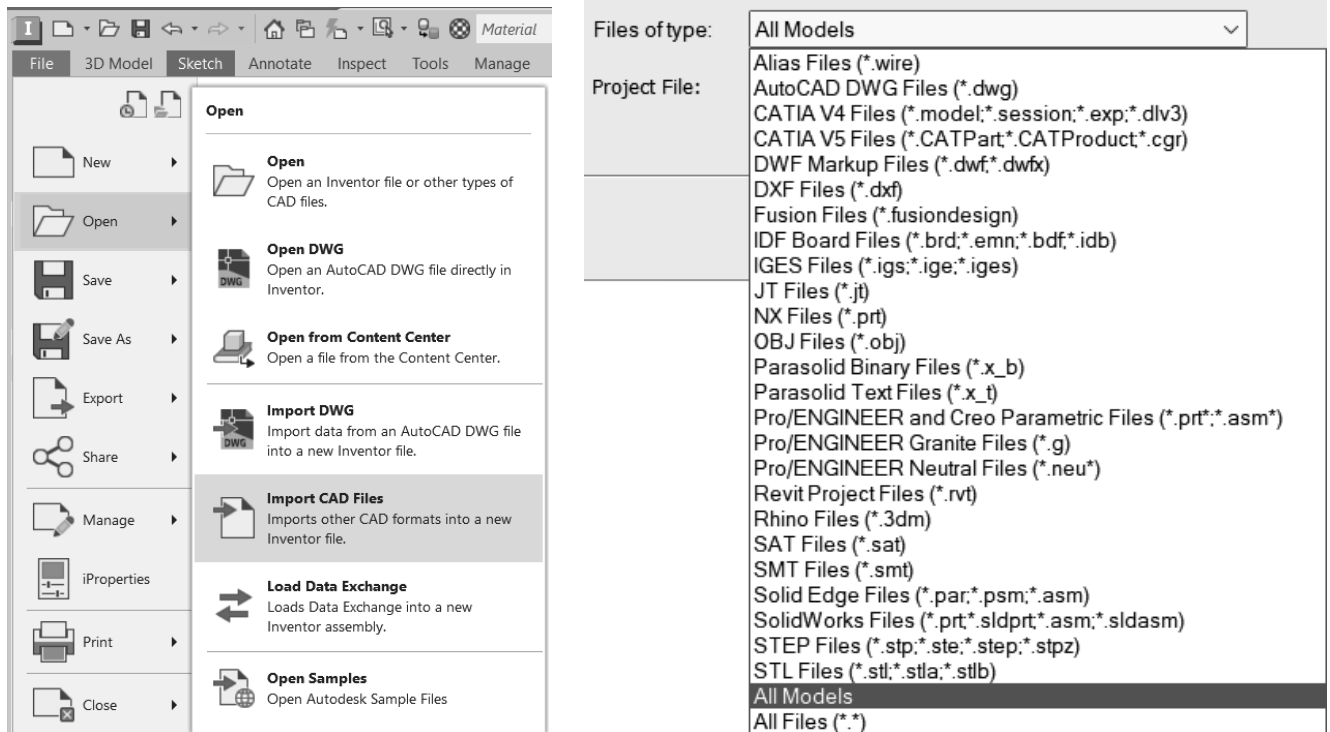 I
Material
File 3D Model Sketch Annotate Inspect Tools Manage
New
Open
Save
Save As
Export
Share
Manage
iProperties
Print
Close
Open
Open
Open an Inventor file or other types of
CAD files.
DWG
Open DWG
Open an AutoCAD DWG file directly in
Inventor.
Open from Content Center
Open a file from the Content Center.
DWG
Import DWG
Import data from an AutoCAD DWG file
into a new Inventor file.
Import CAD Files
Imports other CAD formats into a new
Inventor file.
Load Data Exchange
Loads Data Exchange into a new
Inventor assembly.
Open Samples
Open Autodesk Sample Files
Files of type: All Models
Project File:
Alias Files (*.wire)
AutoCAD DWG Files (*.dwg)
CATIA V4 Files (*.model;*.session;*.exp;*.dlv3)
CATIA V5 Files (*.CATPart;*.CATProduct;*.cgr)
DWF Markup Files (*.dwf;*.dwfx)
DXF Files (*.dxf)
Fusion Files (*.fusiondesign)
IDF Board Files (*.brd;*.emn;*.bdf;*.idb)
IGES Files (*.igs;*.ige;*.iges)
JT Files (*.jt)
NX Files (*.prt)
OBJ Files (*.obj)
Parasolid Binary Files (*.x_b)
Parasolid Text Files (*.x_t)
Pro/ENGINEER and Creo Parametric Files (*.prt*;*.asm*)
Pro/ENGINEER Granite Files (*.g)
Pro/ENGINEER Neutral Files (*.neu*)
Revit Project Files (*.rvt)
Rhino Files (*.3dm)
SAT Files (*.sat)
SMT Files (*.smt)
Solid Edge Files (*.par;*.psm;*.asm)
SolidWorks Files (*.prt;*.sldprt;*.asm;*.sldasm)
STEP Files (*.stp;*.ste;*.step;*.stpz)
STL Files (*.stl;*.stla;*.stlb)
All Models
All Files (*.*)